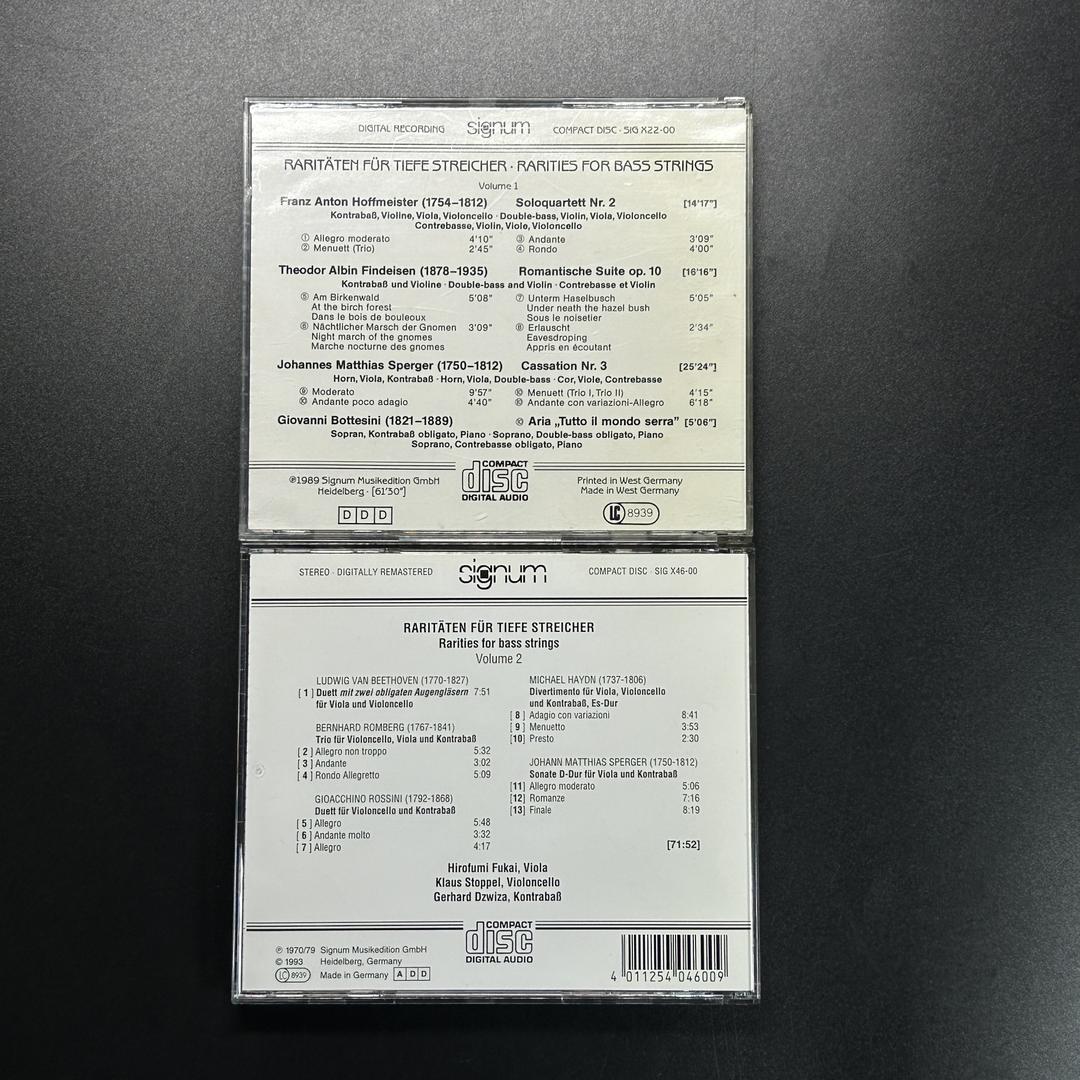 DIGITAL RECORDING signum COMPACT DISC · SIG X22-00
RARITÄTEN FÜR TIEFE STREICHER · RARITIES FOR BASS STRINGS
Volume 1
Franz Anton Hoffmeister (1754–1812) Soloquartett Nr. 2 [14'17"]
Kontrabaß, Violine, Viola, Violoncello · Double-bass, Violin, Viola, Violoncello
Contrebasse, Violin, Viole, Violoncello
① Allegro moderato 4'10" ③ Andante 3'09"
② Menuett (Trio) 2'45" ④ Rondo 4'00"
Theodor Albin Findeisen (1878–1935) Romantische Suite op. 10 [16'16"]
Kontrabaß und Violine · Double-bass and Violin · Contrebasse et Violin
⑤ Am Birkenwald 5'08" ⑦ Unterm Haselbusch 5'05"
At the birch forest Under neath the hazel bush
Dans le bois de bouleoux Sous le noisetier
⑥ Nächtlicher Marsch der Gnomen 3'09" ⑧ Erlauscht 2'34"
Night march of the gnomes Eavesdroping
Marche nocturne des gnomes Appris en écoutant
Johannes Matthias Sperger (1750–1812) Cassation Nr. 3 [25'24"]
Horn, Viola, Kontrabaß · Horn, Viola, Double-bass · Cor, Viole, Contrebasse
⑨ Moderato 9'57" Menuett (Trio I, Trio II) 4'15"
Andante poco adagio 4'40" Andante con variazioni-Allegro 6'18"
Giovanni Bottesini (1821–1889) Aria „Tutto il mondo serra" [5'06"]
Sopran, Kontrabaß obligato, Piano · Soprano, Double-bass obligato, Piano
Soprano, Contrebasse obligato, Piano
℗1989 Signum Musikedition GmbH
Heidelberg · [61'30"]
DDD
COMPACT
disc
DIGITAL AUDIO
Printed in West Germany
Made in West Germany
LC 8939
STEREO · DIGITALLY REMASTERED signum COMPACT DISC · SIG X46-00
RARITÄTEN FÜR TIEFE STREICHER
Rarities for bass strings
Volume 2
LUDWIG VAN BEETHOVEN (1770-1827)
[ 1 ] Duett mit zwei obligaten Augengläsern 7:51
für Viola und Violoncello
BERNHARD ROMBERG (1767-1841)
Trio für Violoncello, Viola und Kontrabaß
[ 2 ] Allegro non troppo 5:32
[ 3 ] Andante 3:02
[ 4 ] Rondo Allegretto 5:09
GIOACCHINO ROSSINI (1792-1868)
Duett für Violoncello und Kontrabaß
[ 5 ] Allegro 5:48
[ 6 ] Andante molto 3:32
[ 7 ] Allegro 4:17
MICHAEL HAYDN (1737-1806)
Divertimento für Viola, Violoncello
und Kontrabaß, Es-Dur
[ 8 ] Adagio con variazioni 8:41
[ 9 ] Menuetto 3:53
[10] Presto 2:30
JOHANN MATTHIAS SPERGER (1750-1812)
Sonate D-Dur für Viola und Kontrabaß
[11] Allegro moderato 5:06
[12] Romanze 7:16
[13] Finale 8:19
[71:52]
Hirofumi Fukai, Viola
Klaus Stoppel, Violoncello
Gerhard Dzwiza, Kontrabaß
℗ 1970/79 Signum Musikedition GmbH
© 1993 Heidelberg, Germany
LC 8939 Made in Germany ADD
COMPACT
disc
DIGITAL AUDIO
4 011254 046009